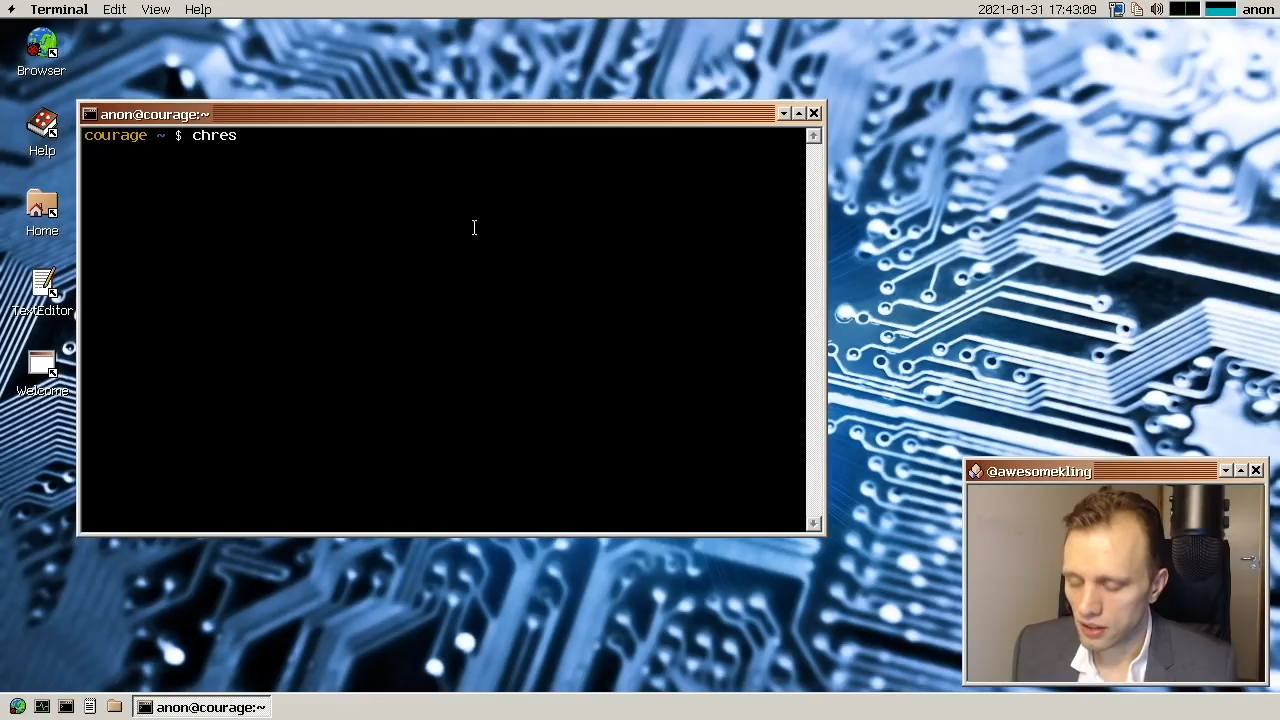 Terminal Edit View Help 2021-01-31 17:43:09 anon
Browser
Help
Home
TextEditor
Welcome
anon@courage:~
courage ~ $ chres
@awesomekling
anon@courage:~